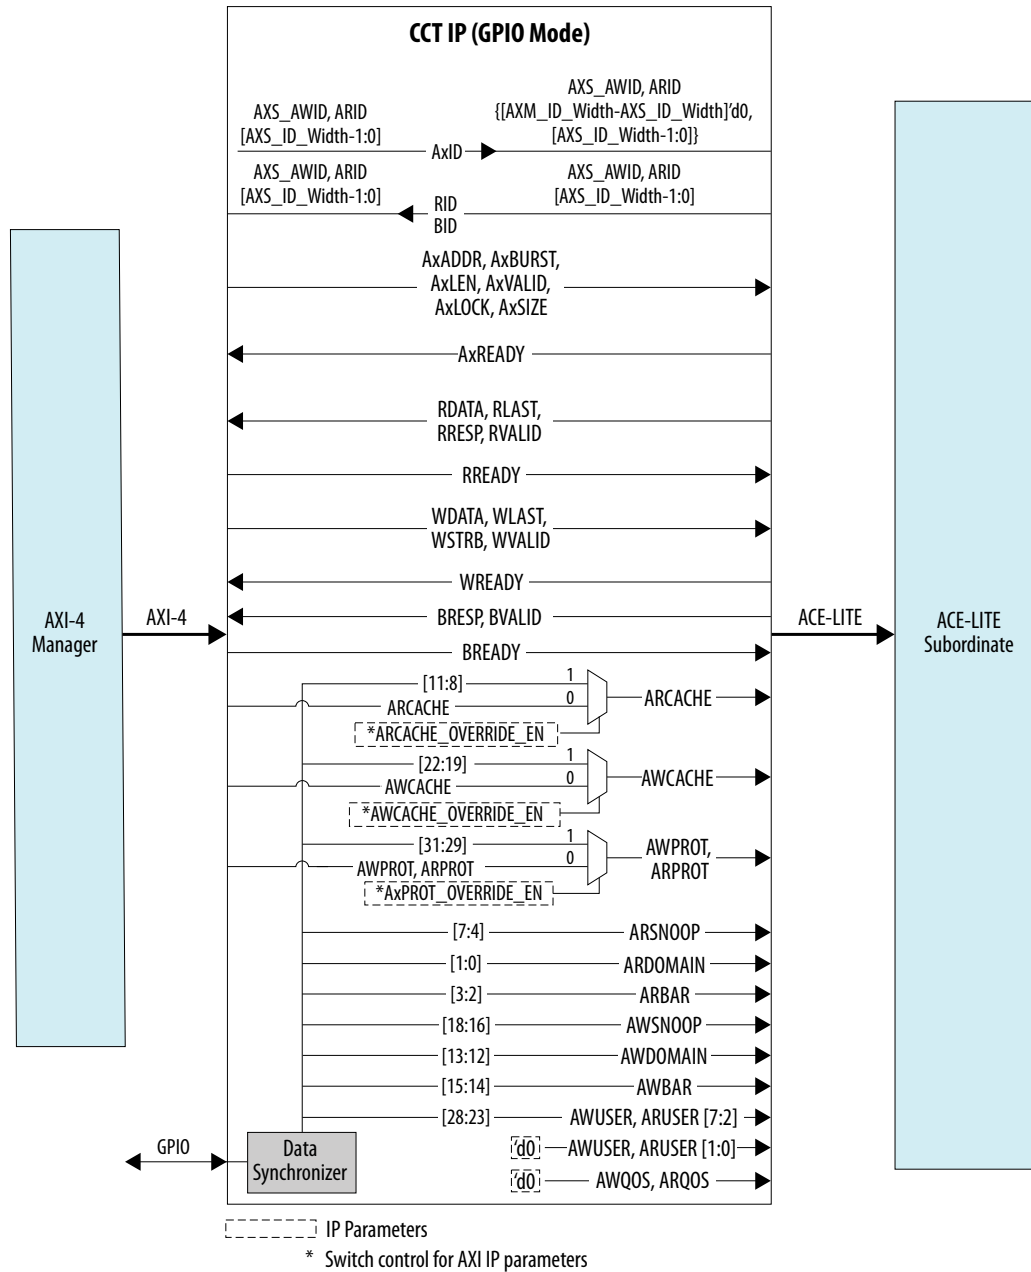 CCT IP (GPIO Mode)
AXS_AWID, ARID
[AXS_ID_Width-1:0]
AXS_AWID, ARID
{[AXM_ID_Width-AXS_ID_Width]'d0,
[AXS_ID_Width-1:0]}
AxID
AXS_AWID, ARID
[AXS_ID_Width-1:0]
AXS_AWID, ARID
[AXS_ID_Width-1:0]
RID
BID
AxADDR, AxBURST,
AxLEN, AxVALID,
AxLOCK, AxSIZE
AxREADY
RDATA, RLAST,
RRESP, RVALID
RREADY
WDATA, WLAST,
WSTRB, WVALID
WREADY
BRESP, BVALID
BREADY
AXI-4
Manager
AXI-4
ACE-LITE
ACE-LITE
Subordinate
[11:8]
1
ARCACHE
0
ARCACHE
*ARCACHE_OVERRIDE_EN
[22:19]
1
AWCACHE
0
AWCACHE
*AWCACHE_OVERRIDE_EN
[31:29]
1
AWPROT, ARPROT
0
AWPROT,
ARPROT
*AxPROT_OVERRIDE_EN
[7:4] ARSNOOP
[1:0] ARDOMAIN
[3:2] ARBAR
[18:16] AWSNOOP
[13:12] AWDOMAIN
[15:14] AWBAR
[28:23] AWUSER, ARUSER [7:2]
GPIO
Data
Synchronizer
'd0 AWUSER, ARUSER [1:0]
'd0 AWQOS, ARQOS
IP Parameters
* Switch control for AXI IP parameters